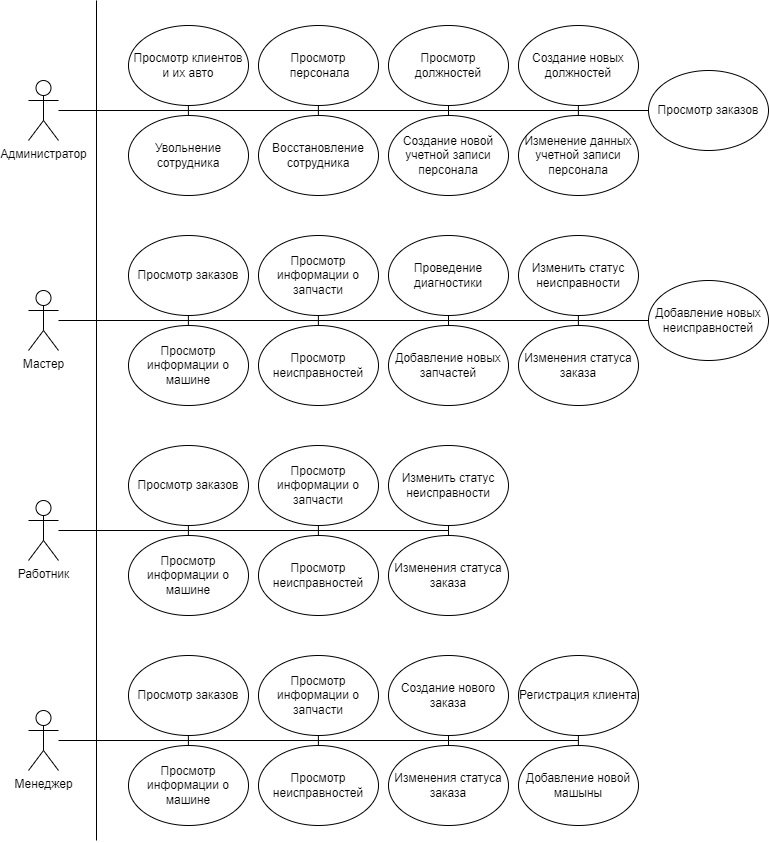 Просмотр клиентов
и их авто
Просмотр
персонала
Просмотр
должностей
Создание новых
должностей
Просмотр заказов
Администратор
Увольнение
сотрудника
Восстановление
сотрудника
Создание новой
учетной записи
персонала
Изменение данных
учетной записи
персонала
Просмотр заказов
Просмотр
информации о
запчасти
Проведение
диагностики
Изменить статус
неисправности
Добавление новых
неисправностей
Мастер
Просмотр
информации о
машине
Просмотр
неисправностей
Добавление новых
запчастей
Изменения статуса
заказа
Просмотр заказов
Просмотр
информации о
запчасти
Изменить статус
неисправности
Работник
Просмотр
информации о
машине
Просмотр
неисправностей
Изменения статуса
заказа
Просмотр заказов
Просмотр
информации о
запчасти
Создание нового
заказа
Регистрация клиента
Менеджер
Просмотр
информации о
машине
Просмотр
неисправностей
Изменения статуса
заказа
Добавление новой
машыны